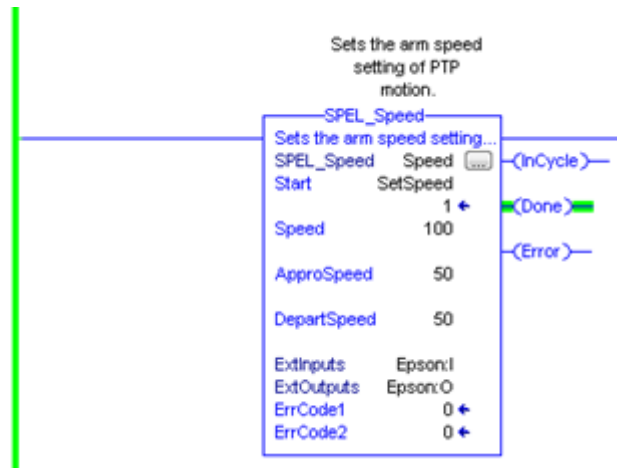 Sets the arm speed
setting of PTP
motion.
SPEL_Speed
Sets the arm speed setting...
SPEL_Speed Speed ... (InCycle)
Start SetSpeed
1 (Done)
Speed 100
(Error)
ApproSpeed 50
DepartSpeed 50
ExtInputs Epson:I
ExtOutputs Epson:O
ErrCode1 0
ErrCode2 0